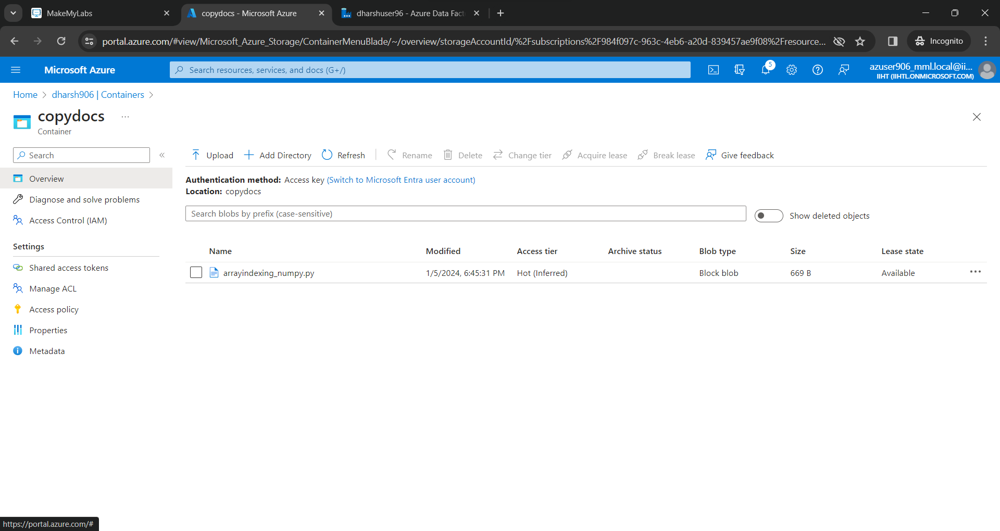 MakeMyLabs
copydocs - Microsoft Azure
dharshuser96 - Azure Data Fact
portal.azure.com/#view/Microsoft_Azure_Storage/ContainerMenuBlade/~/overview/storageAccountId/%2Fsubscriptions%2F984f097c-963c-4eb6-a20d-839457ae9f08%2Fresource...
Incognito
Microsoft Azure
Search resources, services, and docs (G+/)
5
azuser906_mml.local@ii...
IIHT (IIHTL.ONMICROSOFT.COM)
Home > dharsh906 | Containers >
copydocs ...
Container
Search «
Upload Add Directory Refresh Rename Delete Change tier Acquire lease Break lease Give feedback
Overview
Diagnose and solve problems
Access Control (IAM)
Settings
Shared access tokens
Manage ACL
Access policy
Properties
Metadata
Authentication method: Access key (Switch to Microsoft Entra user account)
Location: copydocs
Search blobs by prefix (case-sensitive)
Show deleted objects
Name Modified Access tier Archive status Blob type Size Lease state
arrayindexing_numpy.py 1/5/2024, 6:45:31 PM Hot (Inferred) Block blob 669 B Available ...
https://portal.azure.com/#